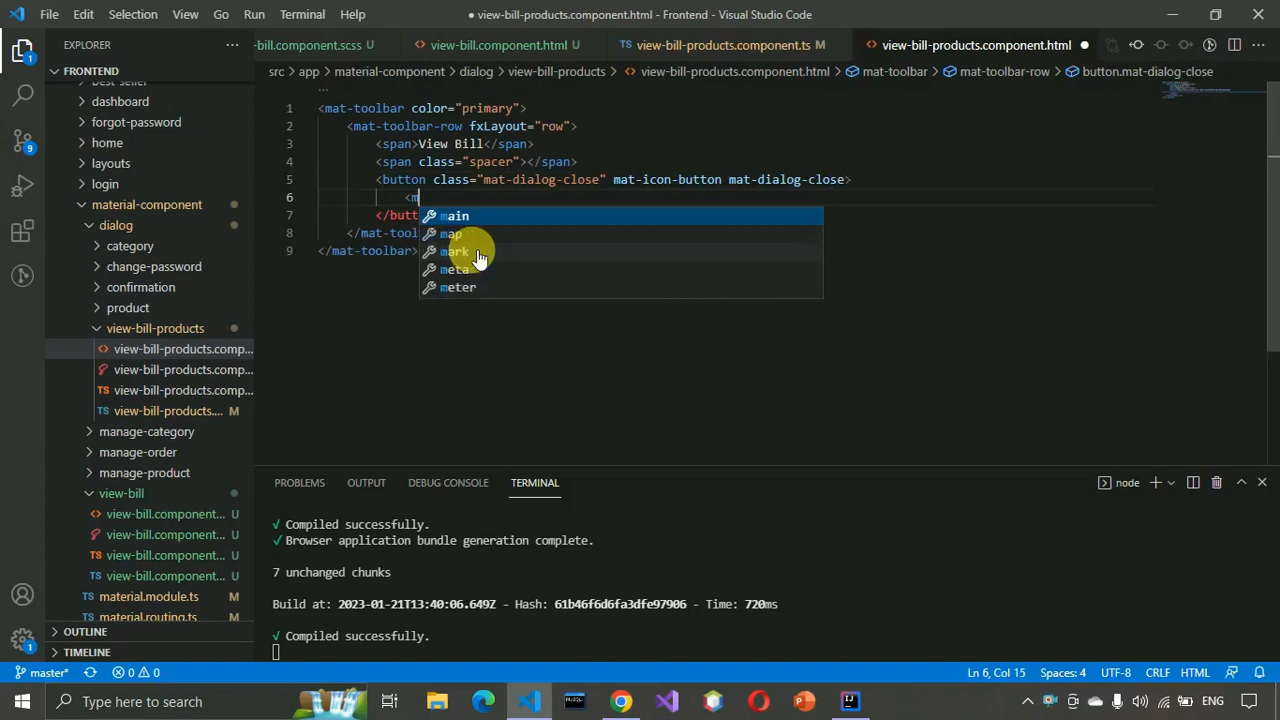 File Edit Selection View Go Run Terminal Help
● view-bill-products.component.html - Frontend - Visual Studio Code
EXPLORER
-bill.component.scss U
view-bill.component.html U
view-bill-products.component.ts M
view-bill-products.component.html
src > app > material-component > dialog > view-bill-products > view-bill-products.component.html > mat-toolbar > mat-toolbar-row > button.mat-dialog-close
FRONTEND
best-seller
dashboard
forgot-password
home
layouts
login
material-component
dialog
category
change-password
confirmation
product
view-bill-products
view-bill-products.comp...
view-bill-products.comp...
view-bill-products.comp...
view-bill-products.... M
manage-category
manage-order
manage-product
view-bill
view-bill.component... U
view-bill.component... U
view-bill.component... U
view-bill.component... U
material.module.ts
material.routing.ts
OUTLINE
TIMELINE
1 <mat-toolbar color="primary">
2 <mat-toolbar-row fxLayout="row">
3 <span>View Bill</span>
4 <span class="spacer"></span>
5 <button class="mat-dialog-close" mat-icon-button mat-dialog-close>
6 <m
7 </butt
8 </mat-tool
9 </mat-toolbar>
main
map
mark
meta
meter
PROBLEMS OUTPUT DEBUG CONSOLE TERMINAL
node
√ Compiled successfully.
√ Browser application bundle generation complete.
7 unchanged chunks
Build at: 2023-01-21T13:40:06.649Z - Hash: 61b46f6d6fa3dfe97906 - Time: 720ms
√ Compiled successfully.
master* 0 0
Ln 6, Col 15 Spaces: 4 UTF-8 CRLF HTML
Type here to search
ENG